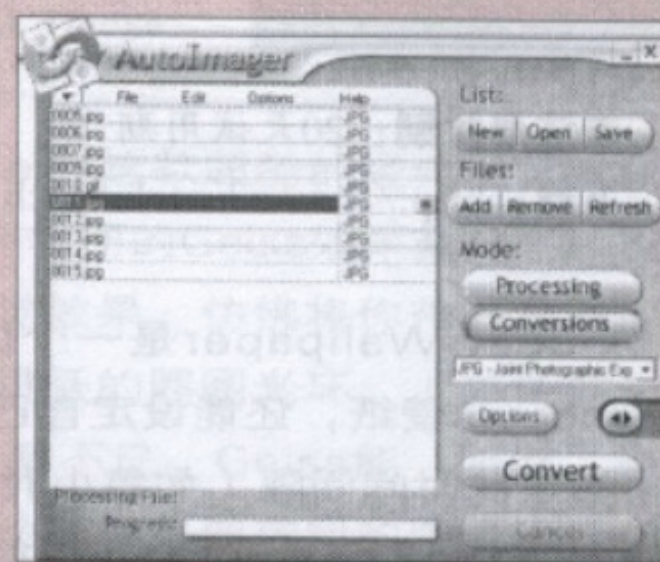 AutoImager
File Edit Options Help
0005.jpg JPG
0006.jpg JPG
0007.jpg JPG
0009.jpg JPG
0010.gif JPG
JPG
0012.jpg JPG
0013.jpg JPG
0014.jpg JPG
0015.jpg JPG
Processing File:
Progress:
List:
New Open Save
Files:
Add Remove Refresh
Mode:
Processing
Conversions
JPG - Joint Photographic Exp
Options
Convert
Cancel